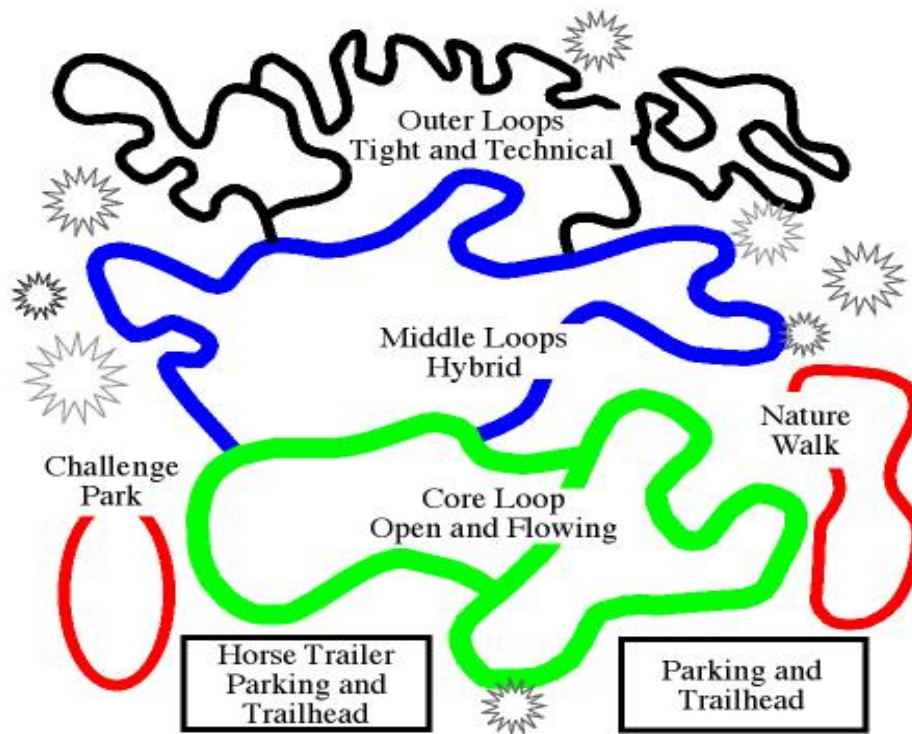 Outer Loops
Tight and Technical
Middle Loops
Hybrid
Nature
Walk
Challenge
Park
Core Loop
Open and Flowing
Horse Trailer
Parking and
Trailhead
Parking and
Trailhead